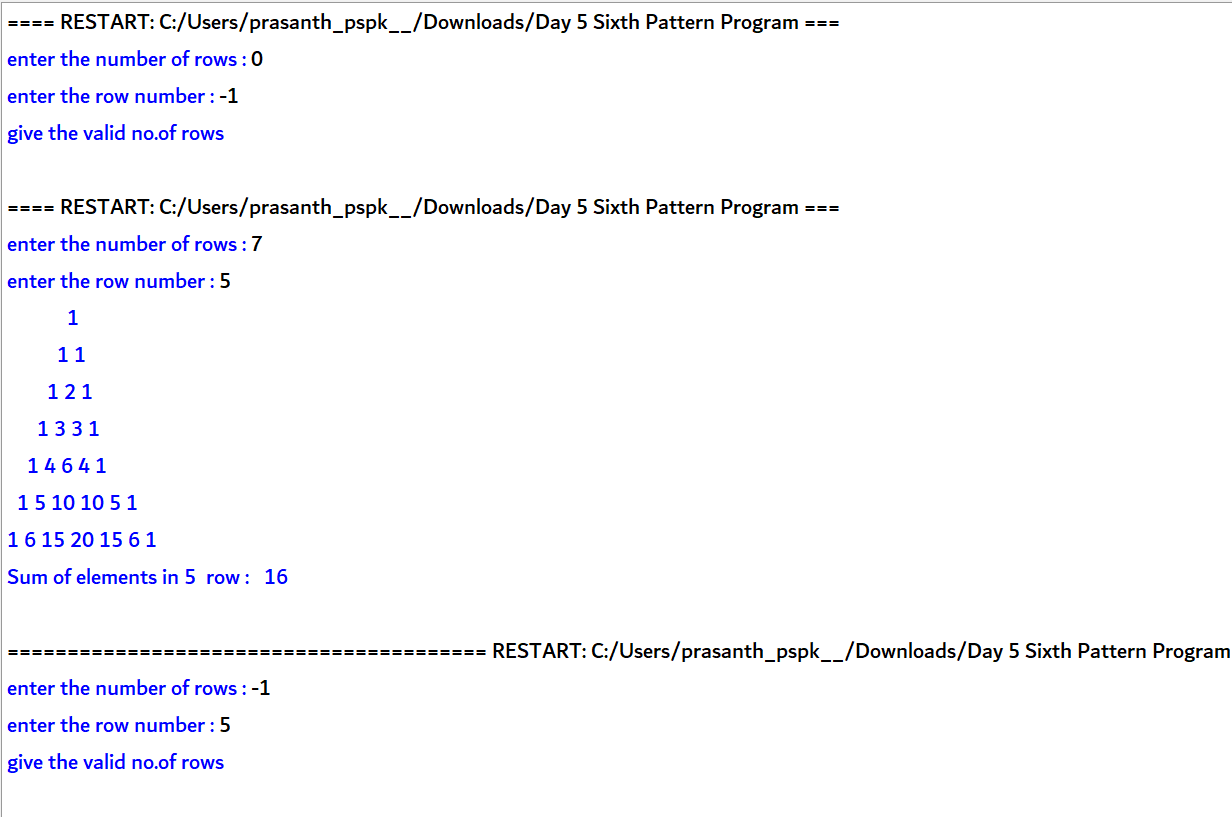 ==== RESTART: C:/Users/prasanth_pspk__/Downloads/Day 5 Sixth Pattern Program ===
enter the number of rows : 0
enter the row number : -1
give the valid no.of rows
==== RESTART: C:/Users/prasanth_pspk__/Downloads/Day 5 Sixth Pattern Program ===
enter the number of rows : 7
enter the row number : 5
1
1 1
1 2 1
1 3 3 1
1 4 6 4 1
1 5 10 10 5 1
1 6 15 20 15 6 1
Sum of elements in 5  row :   16
======================================== RESTART: C:/Users/prasanth_pspk__/Downloads/Day 5 Sixth Pattern Program
enter the number of rows : -1
enter the row number : 5
give the valid no.of rows